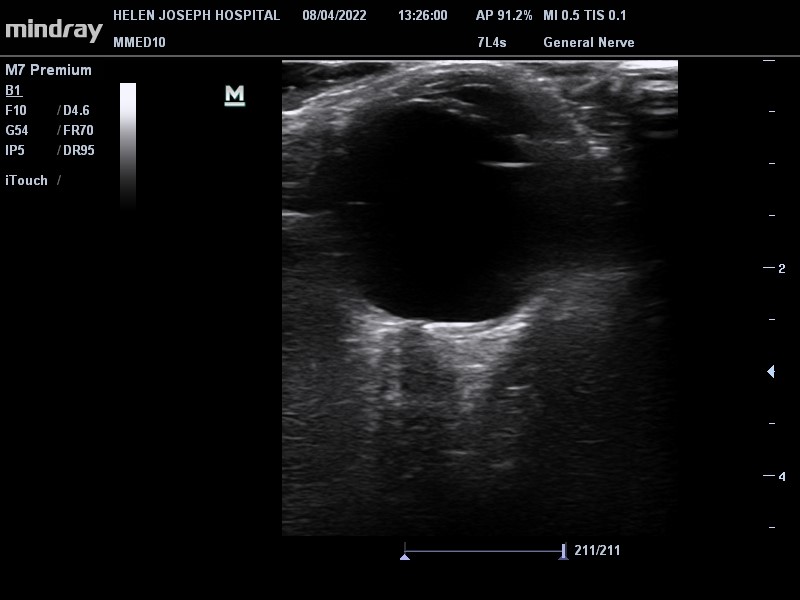 mindray HELEN JOSEPH HOSPITAL 08/04/2022 13:26:00 AP 91.2% MI 0.5 TIS 0.1
MMED10 7L4s General Nerve
M7 Premium
B1
F10 / D4.6
G54 / FR70
IP5 / DR95
iTouch /
M
2
4
211/211